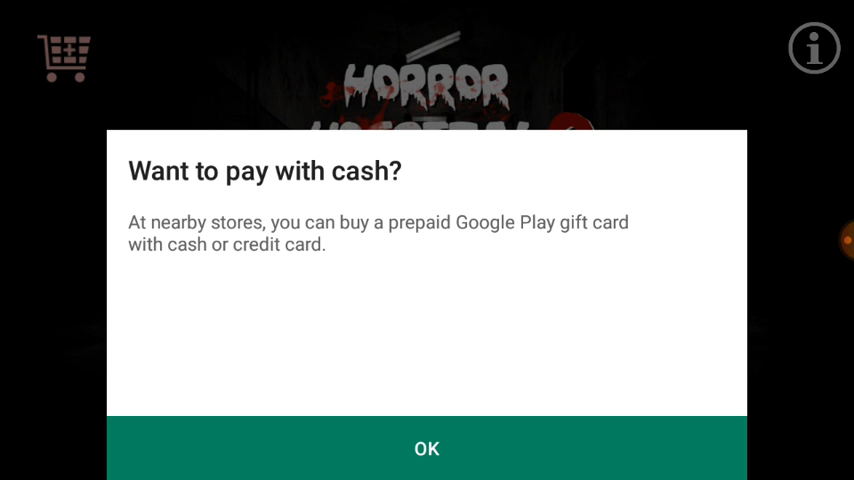 HORROR
Want to pay with cash?
At nearby stores, you can buy a prepaid Google Play gift card
with cash or credit card.
OK